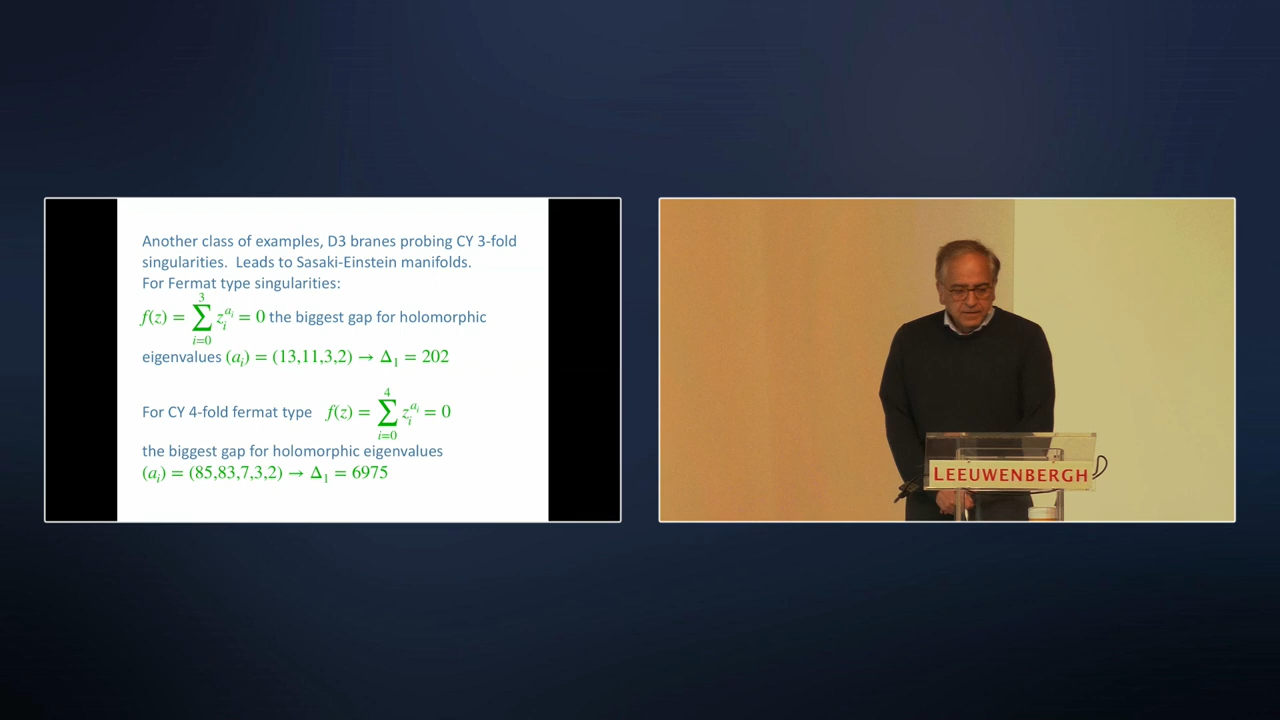 Another class of examples, D3 branes probing CY 3-fold
singularities. Leads to Sasaki-Einstein manifolds.
For Fermat type singularities:
f(z) = ∑_{i=0}^{3} z_i^{a_i} = 0 the biggest gap for holomorphic
eigenvalues (a_i) = (13,11,3,2) → Δ_1 = 202
For CY 4-fold fermat type f(z) = ∑_{i=0}^{4} z_i^{a_i} = 0
the biggest gap for holomorphic eigenvalues
(a_i) = (85,83,7,3,2) → Δ_1 = 6975
LEEUWENBERGH